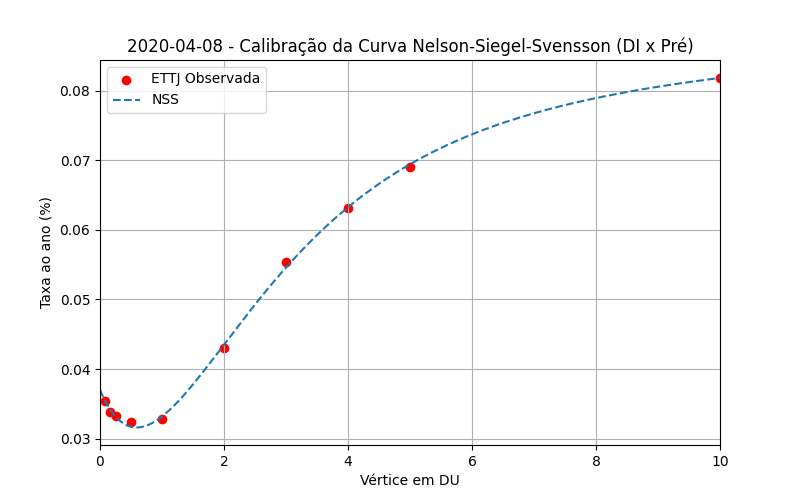 2020-04-08 - Calibração da Curva Nelson-Siegel-Svensson (DI x Pré)
ETTJ Observada
NSS
Taxa ao ano (%)
0.08
0.07
0.06
0.05
0.04
0.03
0 2 4 6 8 10
Vértice em DU